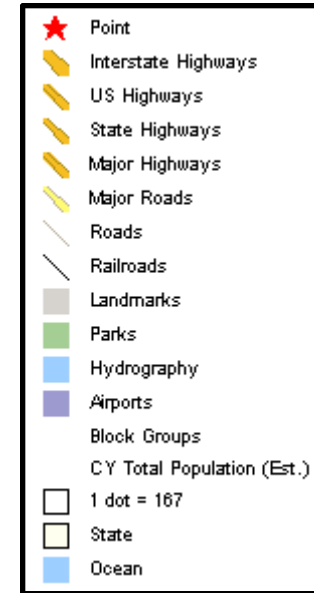 Point
Interstate Highways
US Highways
State Highways
Major Highways
Major Roads
Roads
Railroads
Landmarks
Parks
Hydrography
Airports
Block Groups
CY Total Population (Est.)
1 dot = 167
State
Ocean